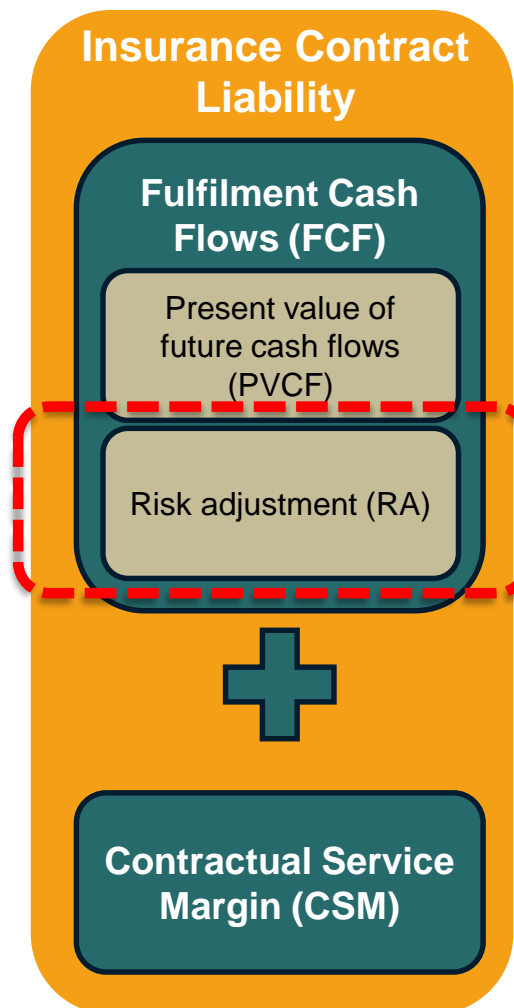 Insurance Contract
Liability
Fulfilment Cash
Flows (FCF)
Present value of
future cash flows
(PVCF)
Risk adjustment (RA)
Contractual Service
Margin (CSM)